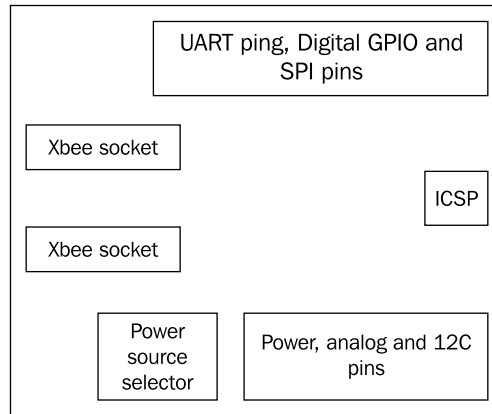 UART ping, Digital GPIO and
SPI pins
Xbee socket
ICSP
Xbee socket
Power
source
selector
Power, analog and 12C
pins